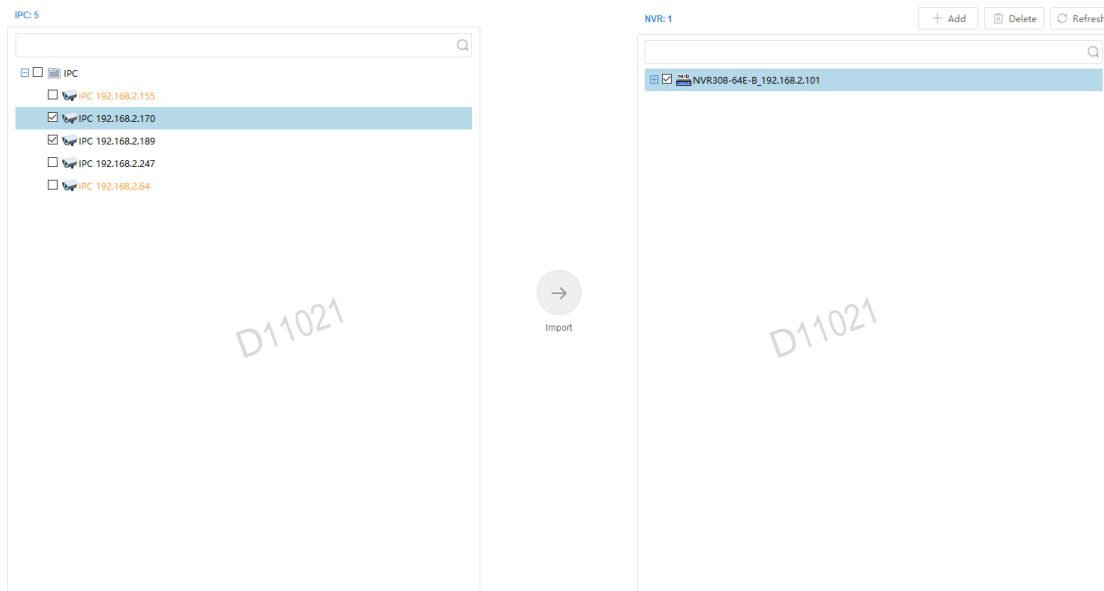 IPC: 5
IPC
IPC 192.168.2.155
IPC 192.168.2.170
IPC 192.168.2.189
IPC 192.168.2.247
IPC 192.168.2.64
D11021
Import
NVR: 1
Add
Delete
Refresh
NVR308-64E-B_192.168.2.101
D11021